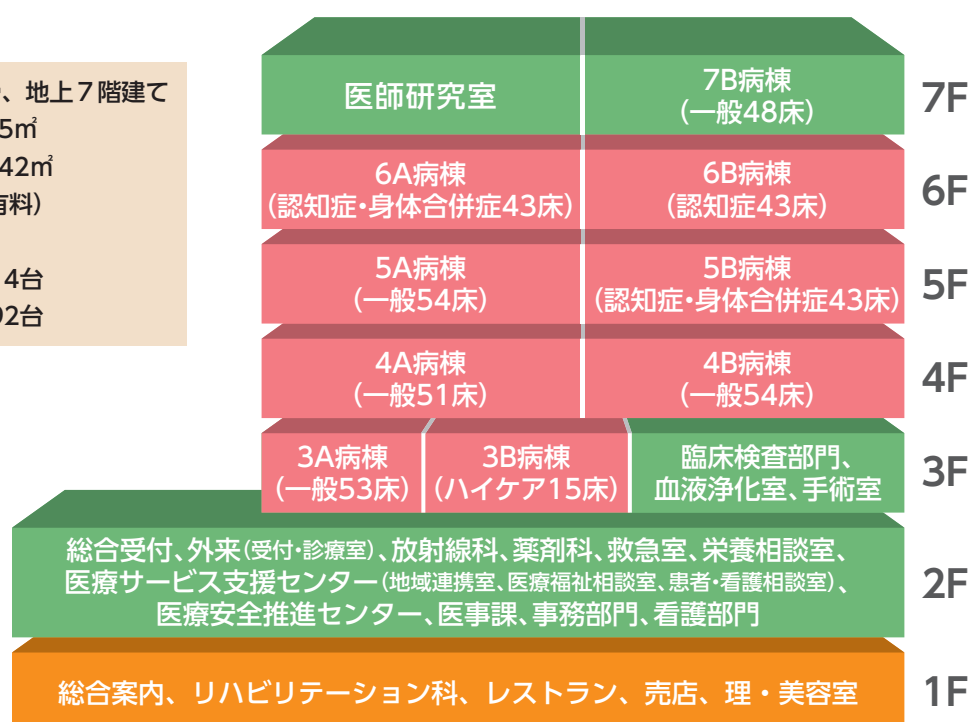 、地上7階建て
5㎡
42㎡
有料）
4台
92台
医師研究室
7B病棟
（一般48床）
7F
6A病棟
（認知症・身体合併症43床）
6B病棟
（認知症43床）
6F
5A病棟
（一般54床）
5B病棟
（認知症・身体合併症43床）
5F
4A病棟
（一般51床）
4B病棟
（一般54床）
4F
3A病棟
（一般53床）
3B病棟
（ハイケア15床）
臨床検査部門、
血液浄化室、手術室
3F
総合受付、外来（受付・診療室）、放射線科、薬剤科、救急室、栄養相談室、
医療サービス支援センター（地域連携室、医療福祉相談室、患者・看護相談室）、
医療安全推進センター、医事課、事務部門、看護部門
2F
総合案内、リハビリテーション科、レストラン、売店、理・美容室
1F